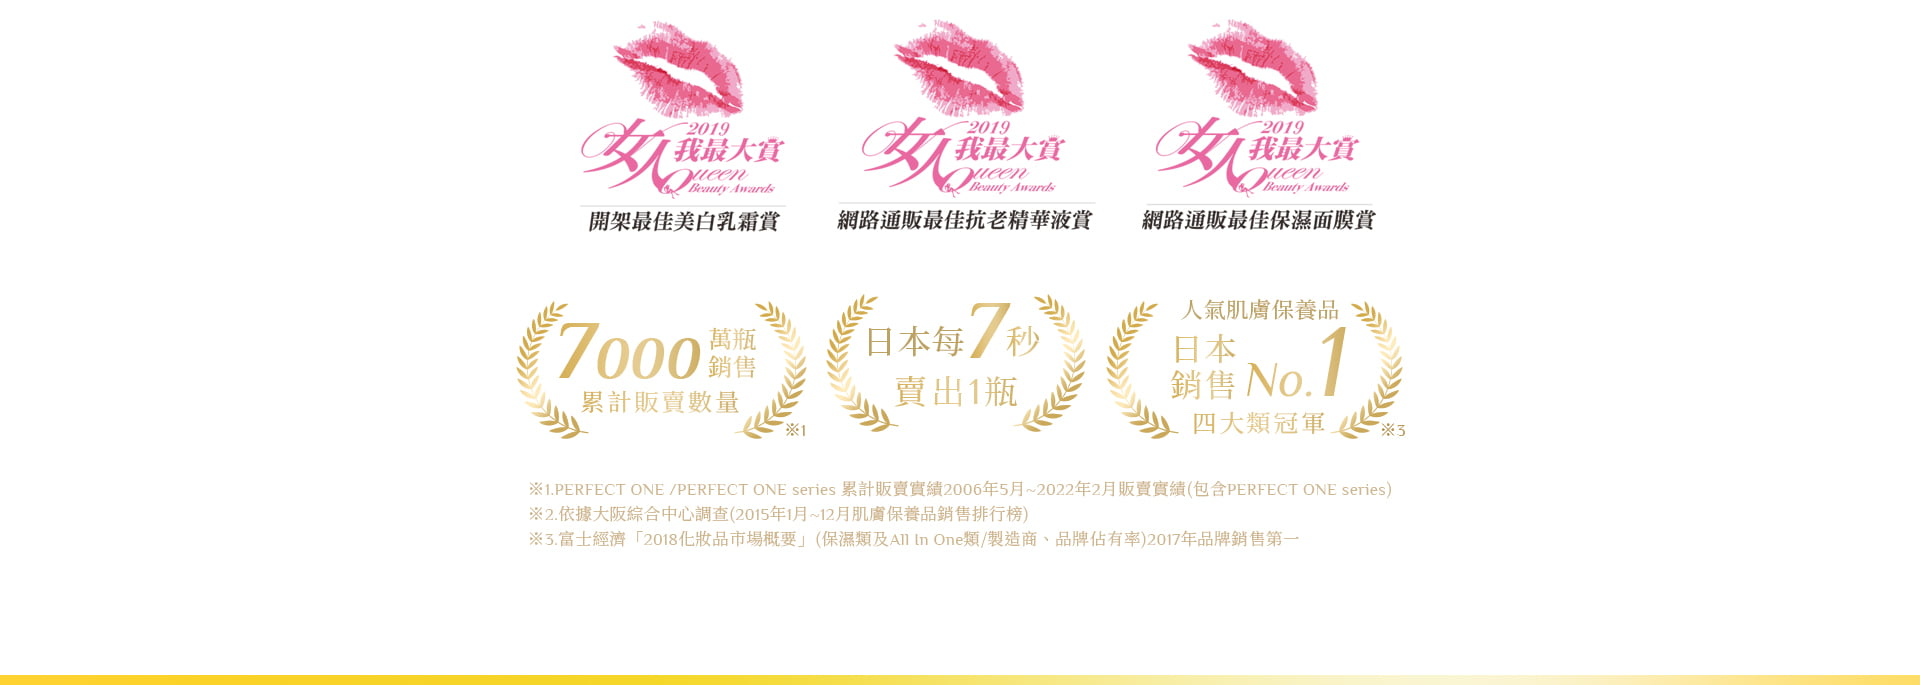 2019
女人我最大賞
Queen
Beauty Awards
開架最佳美白乳霜賞
2019
女人我最大賞
Queen
Beauty Awards
網路通販最佳抗老精華液賞
2019
女人我最大賞
Queen
Beauty Awards
網路通販最佳保濕面膜賞
7000萬瓶
銷售
累計販賣數量
※1
日本每7秒
賣出1瓶
人氣肌膚保養品
日本
銷售No.1
四大類冠軍
※3
※1.PERFECT ONE /PERFECT ONE series 累計販賣實績2006年5月~2022年2月販賣實績(包含PERFECT ONE series)
※2.依據大阪綜合中心調查(2015年1月~12月肌膚保養品銷售排行榜)
※3.富士經濟「2018化妝品市場概要」(保濕類及All ln One類/製造商、品牌佔有率)2017年品牌銷售第一